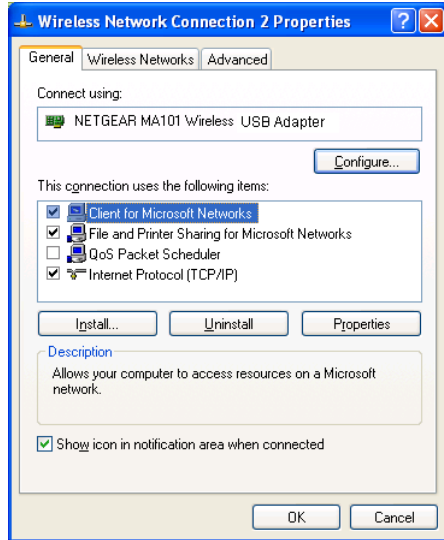 Wireless Network Connection 2 Properties
General Wireless Networks Advanced
Connect using:
NETGEAR MA101 Wireless USB Adapter
Configure...
This connection uses the following items:
Client for Microsoft Networks
File and Printer Sharing for Microsoft Networks
QoS Packet Scheduler
Internet Protocol (TCP/IP)
Install... Uninstall Properties
Description
Allows your computer to access resources on a Microsoft
network.
Show icon in notification area when connected
OK Cancel